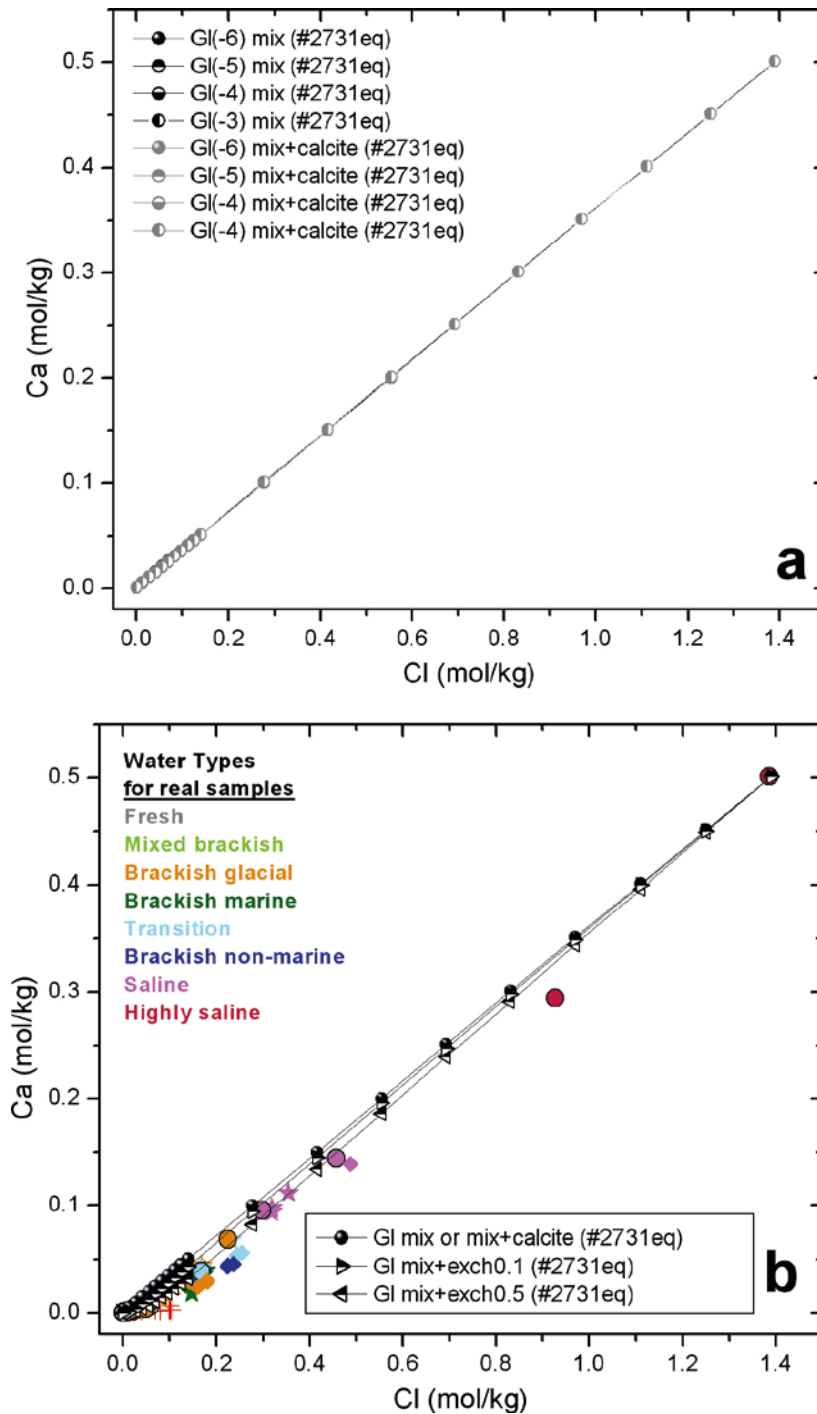 Gl(-6) mix (#2731eq)
Gl(-5) mix (#2731eq)
Gl(-4) mix (#2731eq)
Gl(-3) mix (#2731eq)
Gl(-6) mix+calcite (#2731eq)
Gl(-5) mix+calcite (#2731eq)
Gl(-4) mix+calcite (#2731eq)
Gl(-4) mix+calcite (#2731eq)
0.5
0.4
0.3
0.2
0.1
0.0
Ca (mol/kg)
a
0.0 0.2 0.4 0.6 0.8 1.0 1.2 1.4
Cl (mol/kg)
Water Types
for real samples
Fresh
Mixed brackish
Brackish glacial
Brackish marine
Transition
Brackish non-marine
Saline
Highly saline
0.5
0.4
0.3
0.2
0.1
0.0
Ca (mol/kg)
Gl mix or mix+calcite (#2731eq)
Gl mix+exch0.1 (#2731eq)
Gl mix+exch0.5 (#2731eq)
b
0.0 0.2 0.4 0.6 0.8 1.0 1.2 1.4
Cl (mol/kg)